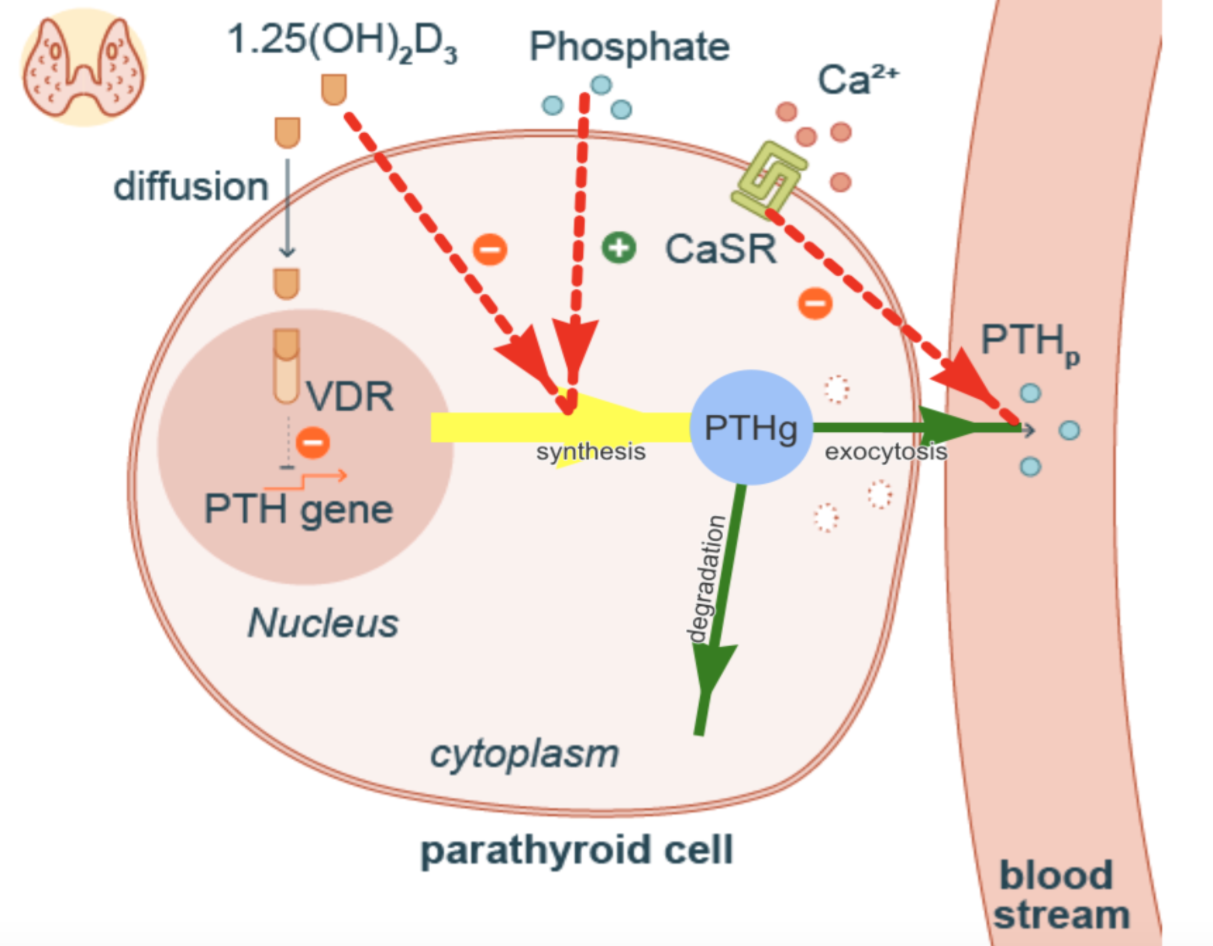 1.25(OH)₂D₃
Phosphate
Ca²⁺
diffusion
CaSR
PTHₚ
VDR
PTHg
synthesis
exocytosis
PTH gene
degradation
Nucleus
cytoplasm
parathyroid cell
blood
stream